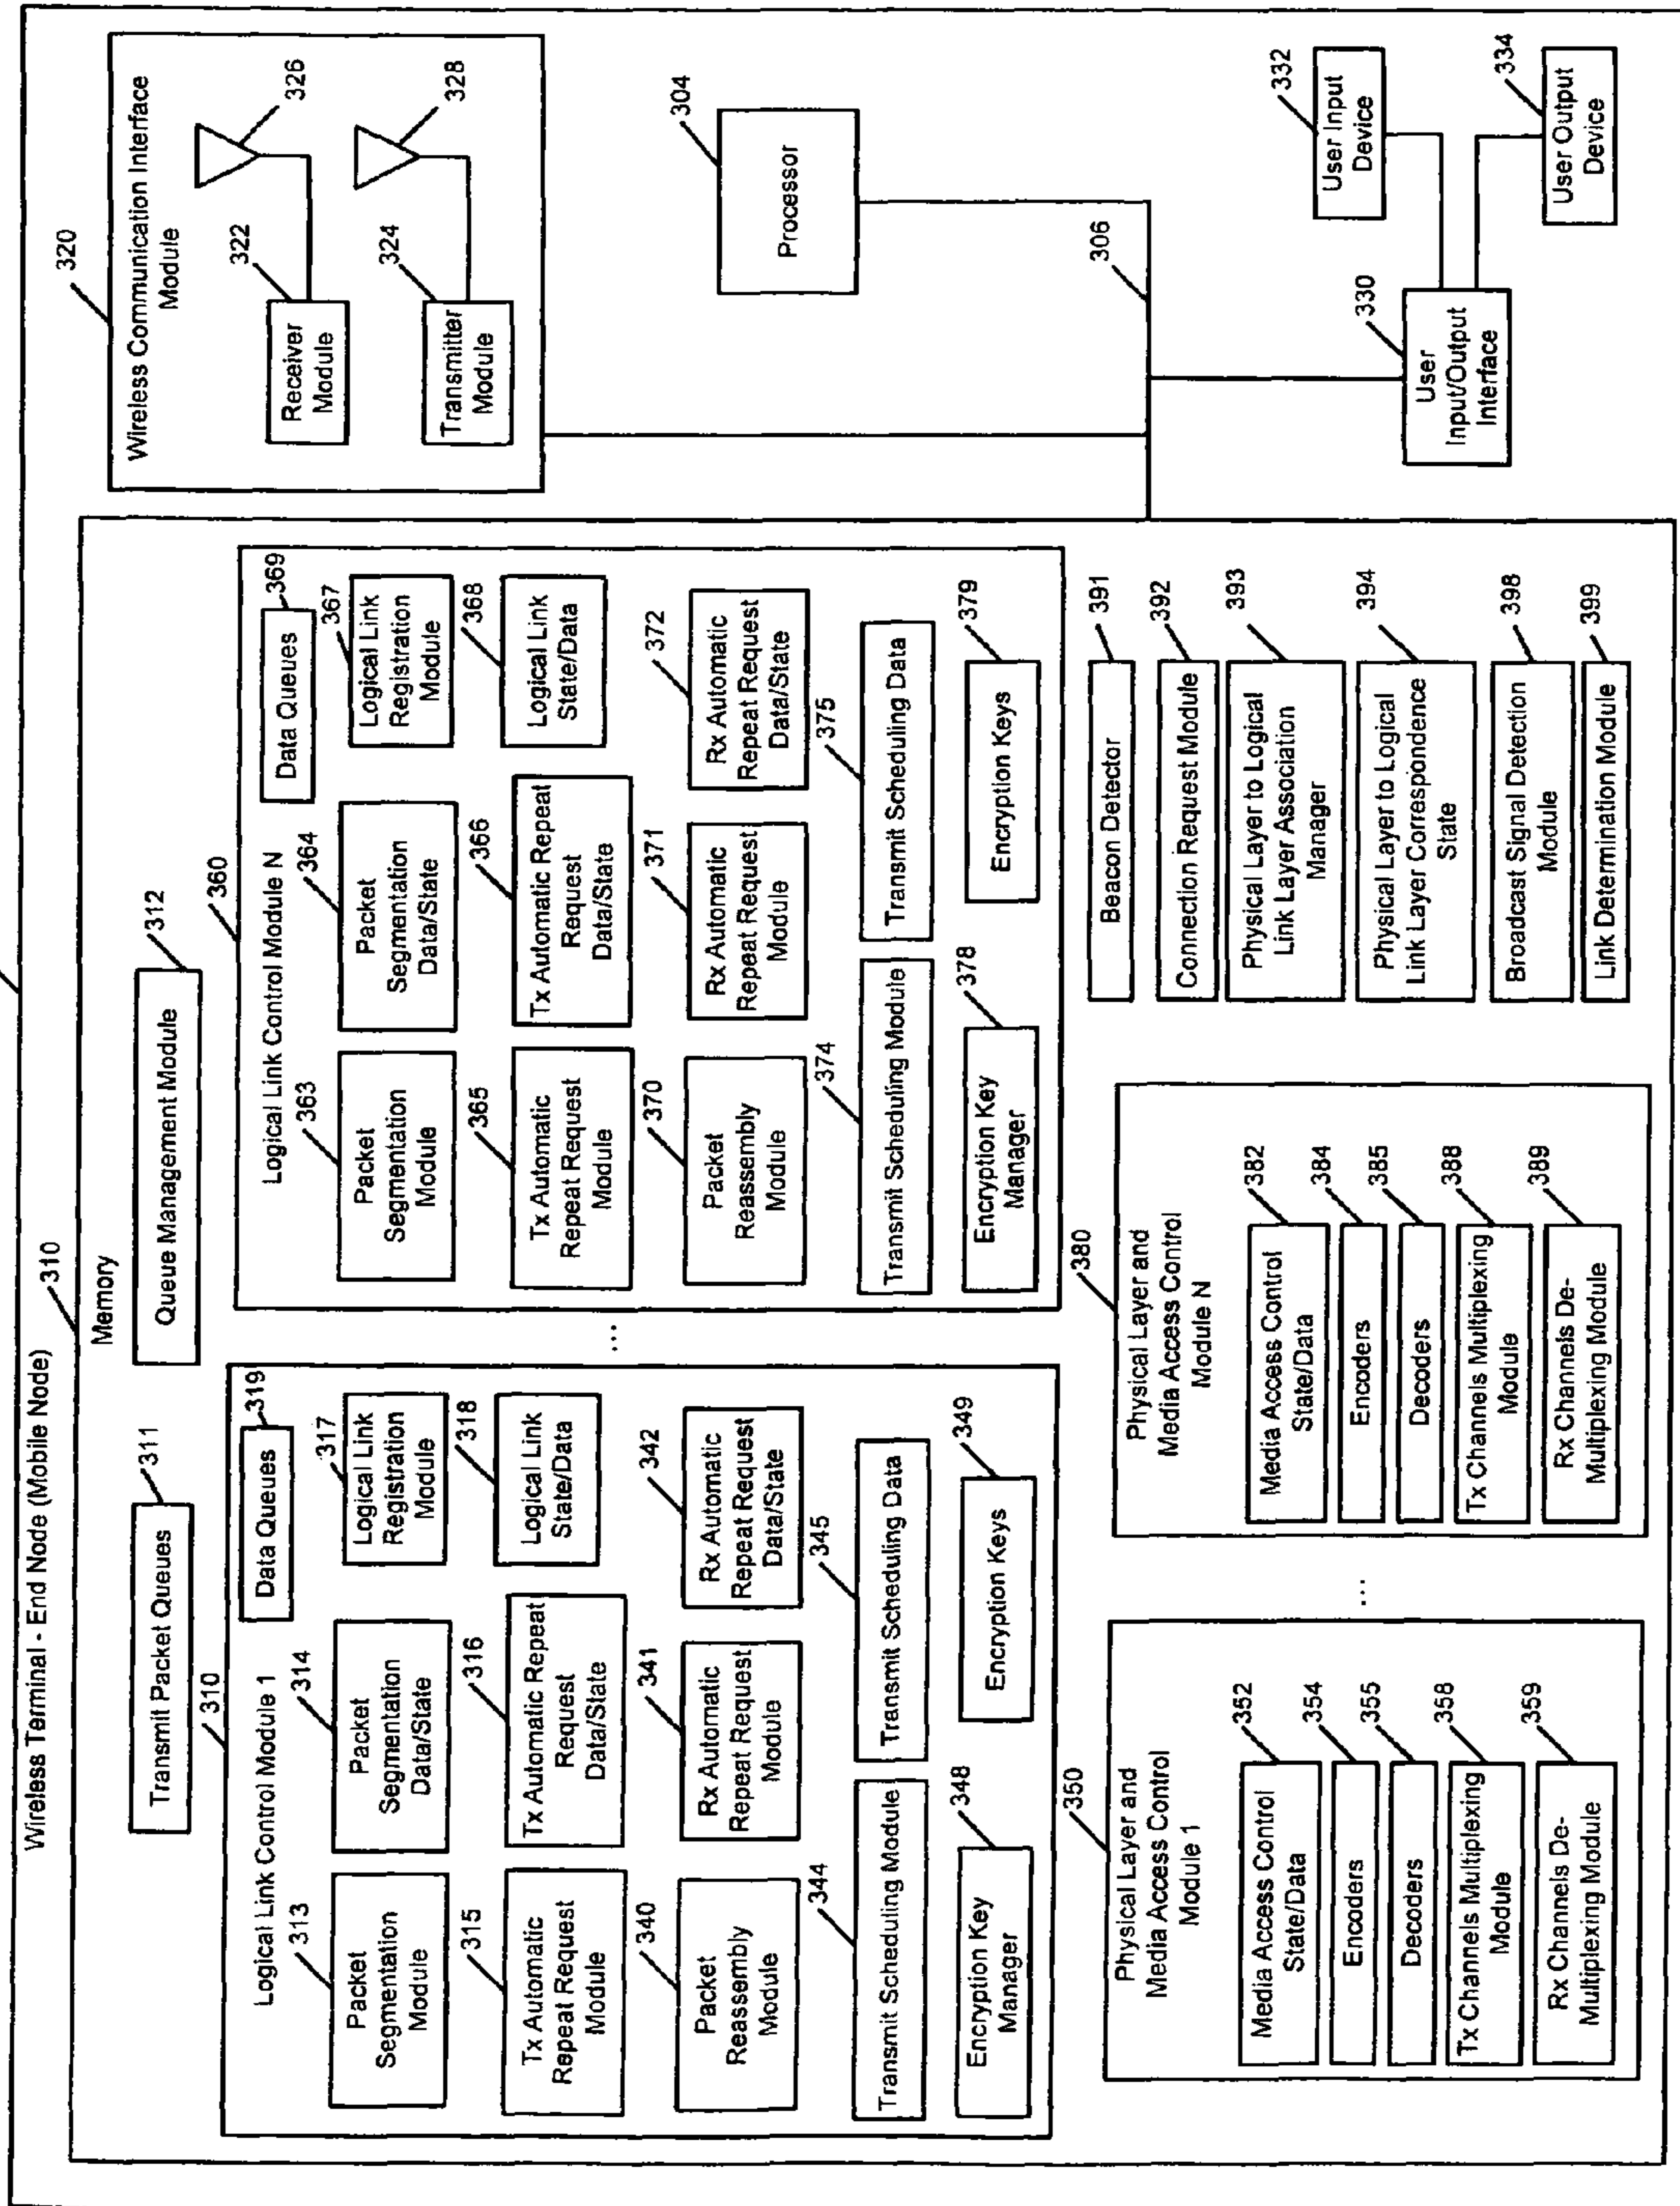 Wireless Terminal - End Node (Mobile Node)
310
Memory
Transmit Packet Queues
311
Queue Management Module
312
310
Logical Link Control Module 1
Data Queues
319
313
Packet
Segmentation
Module
314
Packet
Segmentation
Data/State
317
Logical Link
Registration
Module
315
Tx Automatic
Repeat Request
Module
316
Tx Automatic Repeat
Request
Data/State
318
Logical Link
State/Data
340
Packet
Reassembly
Module
341
Rx Automatic
Repeat Request
Module
342
Rx Automatic
Repeat Request
Data/State
344
Transmit Scheduling Module
345
Transmit Scheduling Data
348
Encryption Key
Manager
349
Encryption Keys
...
360
Logical Link Control Module N
Data Queues
369
363
Packet
Segmentation
Module
364
Packet
Segmentation
Data/State
367
Logical Link
Registration
Module
365
Tx Automatic
Repeat Request
Module
366
Tx Automatic Repeat
Request
Data/State
368
Logical Link
State/Data
370
Packet
Reassembly
Module
371
Rx Automatic
Repeat Request
Module
372
Rx Automatic
Repeat Request
Data/State
374
Transmit Scheduling Module
375
Transmit Scheduling Data
378
Encryption Key
Manager
379
Encryption Keys
350
Physical Layer and
Media Access Control
Module 1
Media Access Control
State/Data
352
Encoders
354
Decoders
355
Tx Channels Multiplexing
Module
358
Rx Channels De-
Multiplexing Module
359
...
380
Physical Layer and
Media Access Control
Module N
Media Access Control
State/Data
382
Encoders
384
Decoders
385
Tx Channels Multiplexing
Module
388
Rx Channels De-
Multiplexing Module
389
Beacon Detector
391
Connection Request Module
392
Physical Layer to Logical
Link Layer Association
Manager
393
Physical Layer to Logical
Link Layer Correspondence
State
394
Broadcast Signal Detection
Module
398
Link Determination Module
399
320
Wireless Communication Interface
Module
322
Receiver
Module
326
324
Transmitter
Module
328
304
Processor
306
330
User
Input/Output
Interface
332
User Input
Device
334
User Output
Device